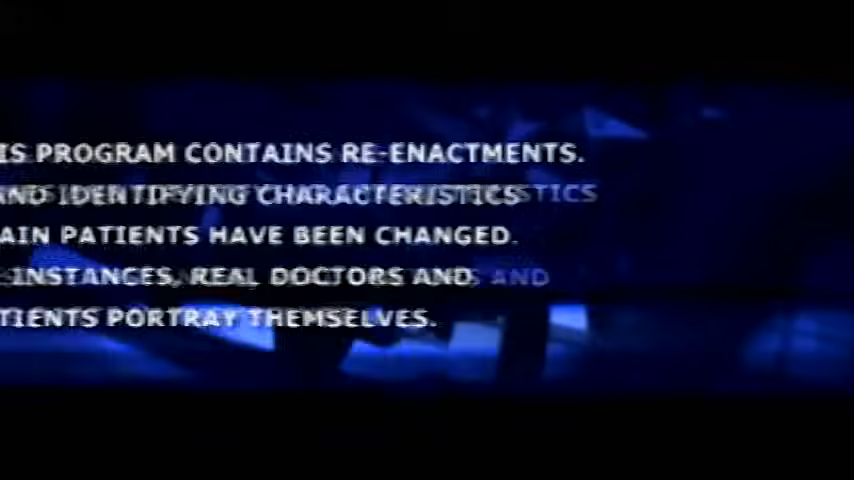 IS PROGRAM CONTAINS RE-ENACTMENTS.
AND IDENTIFYING CHARACTERISTICS
AIN PATIENTS HAVE BEEN CHANGED.
INSTANCES, REAL DOCTORS AND
TIENTS PORTRAY THEMSELVES.